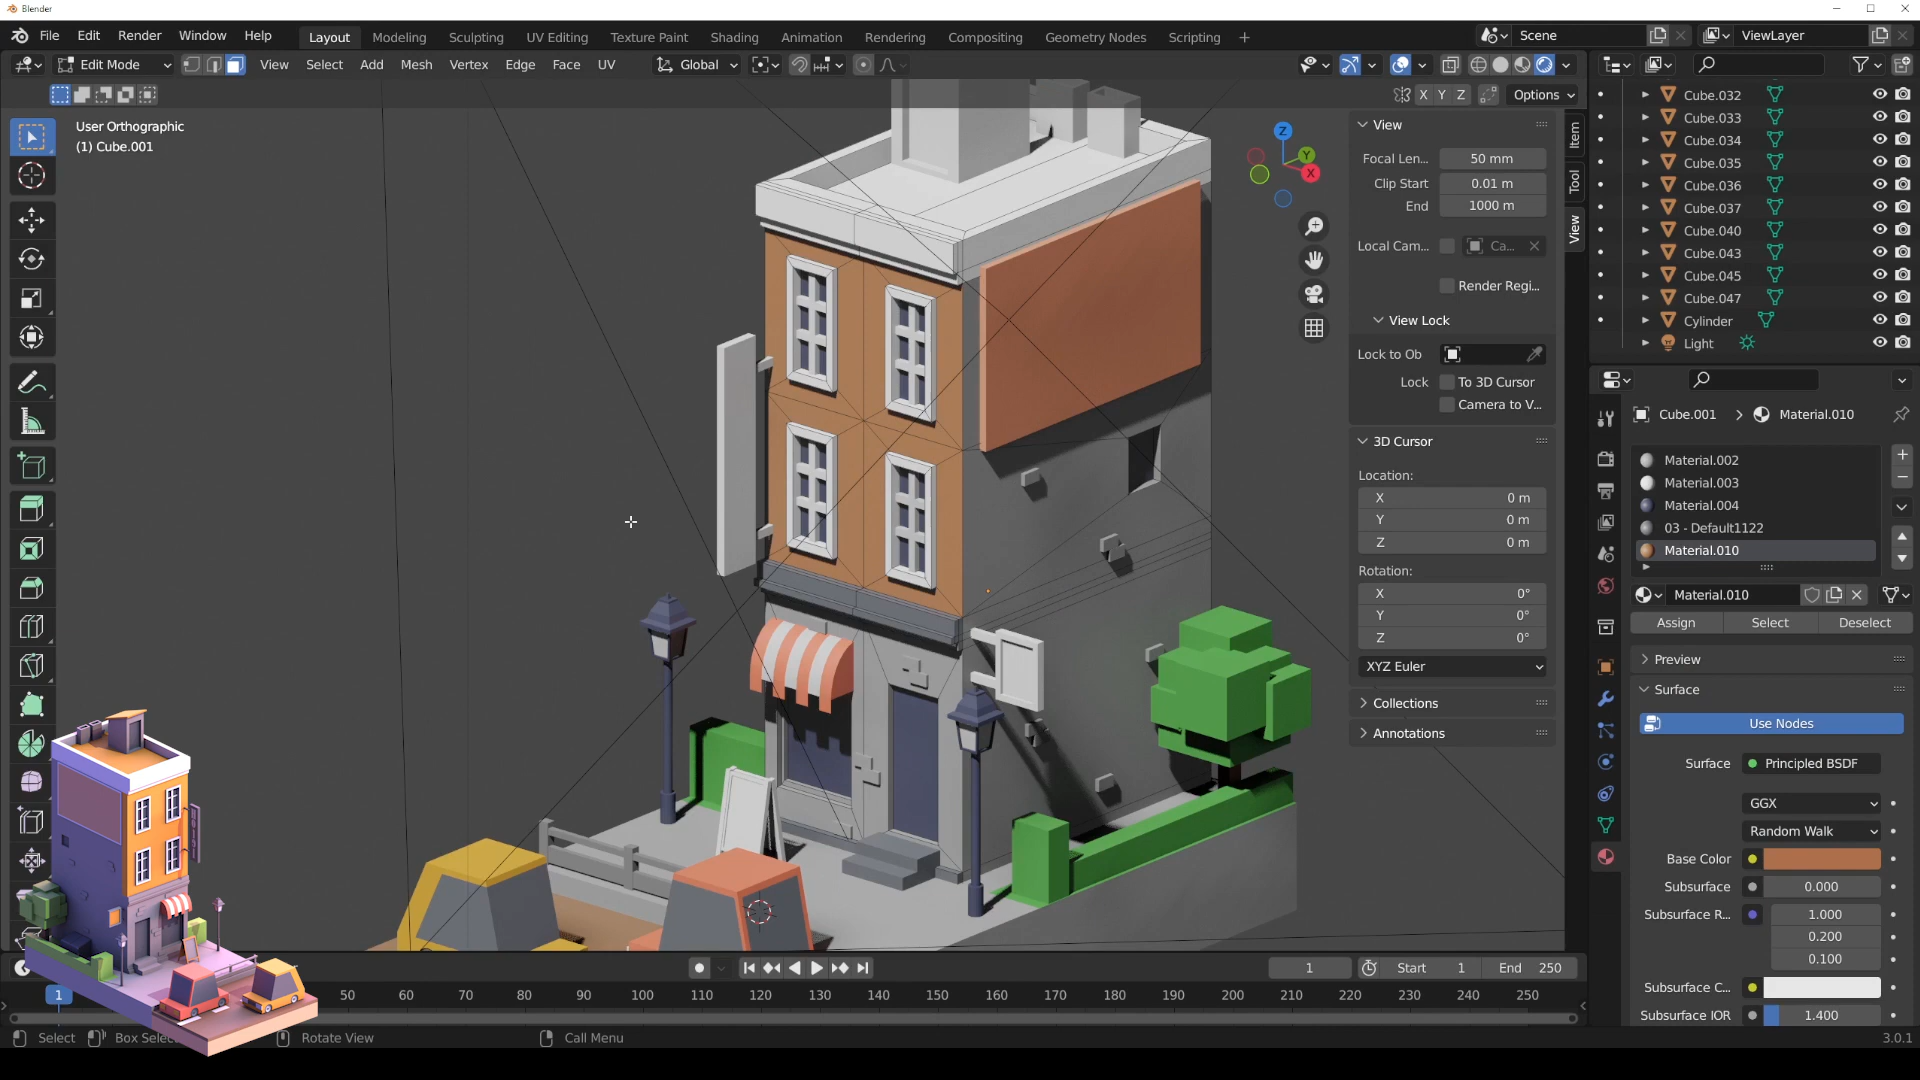 Blender
File Edit Render Window Help Layout Modeling Sculpting UV Editing Texture Paint Shading Animation Rendering Compositing Geometry Nodes Scripting + Scene ViewLayer
Edit Mode View Select Add Mesh Vertex Edge Face UV Global
X Y Z Options
User Orthographic
(1) Cube.001
Z
Y
X
View
Focal Len... 50 mm
Clip Start 0.01 m
End 1000 m
Local Cam... Ca...
Render Regi...
View Lock
Lock to Ob
Lock To 3D Cursor
Camera to V...
3D Cursor
Location:
X 0 m
Y 0 m
Z 0 m
Rotation:
X 0°
Y 0°
Z 0°
XYZ Euler
Collections
Annotations
Item
Tool
View
Cube.032
Cube.033
Cube.034
Cube.035
Cube.036
Cube.037
Cube.040
Cube.043
Cube.045
Cube.047
Cylinder
Light
Cube.001 > Material.010
Material.002
Material.003
Material.004
03 - Default1122
Material.010
Material.010
Assign Select Deselect
Preview
Surface
Use Nodes
Surface Principled BSDF
GGX
Random Walk
Base Color
Subsurface 0.000
Subsurface R... 1.000
0.200
0.100
Subsurface C...
Subsurface IOR 1.400
1 Start 1 End 250
1 50 60 70 80 90 100 110 120 130 140 150 160 170 180 190 200 210 220 230 240 250
Select Box Selec Rotate View Call Menu 3.0.1